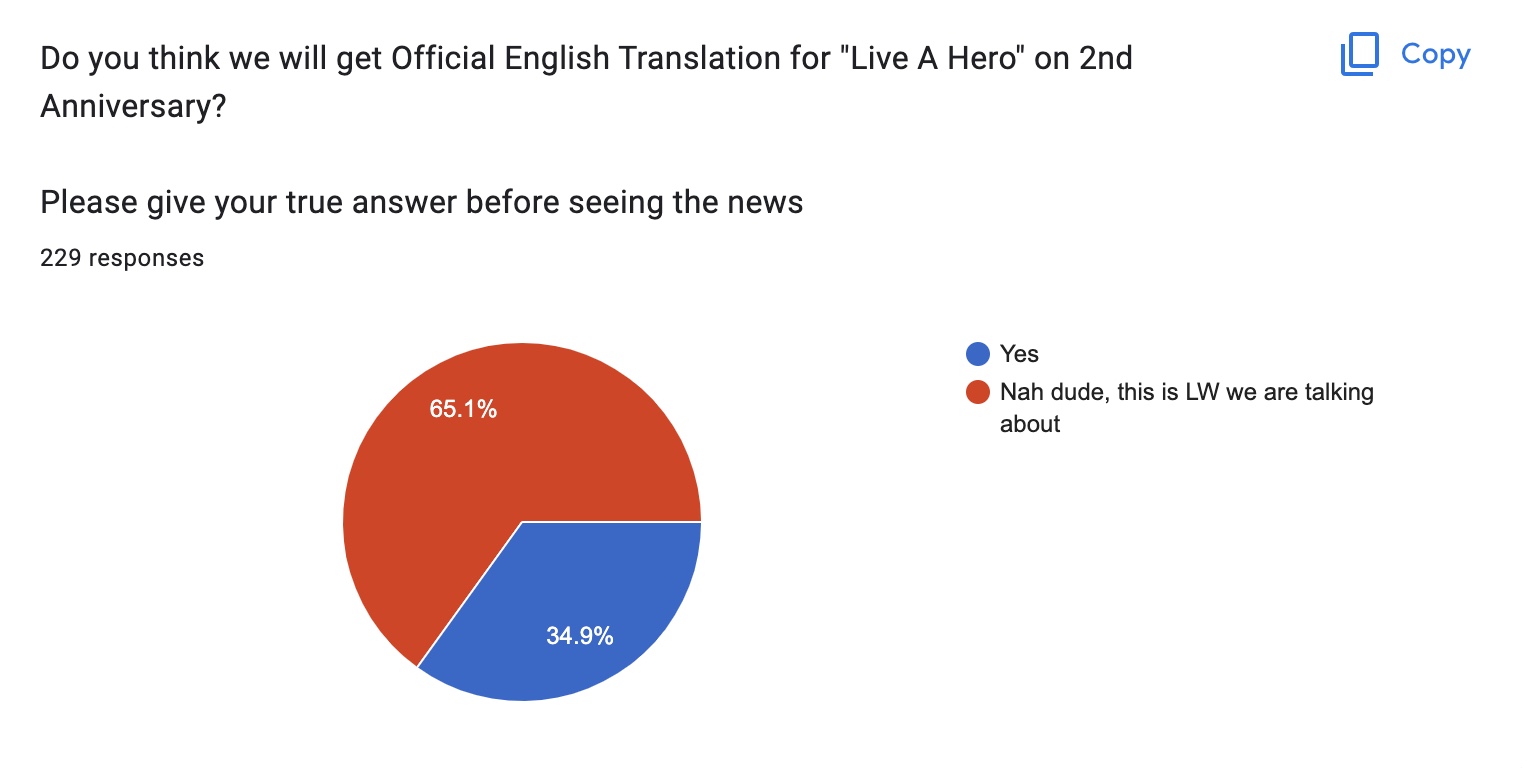 Do you think we will get Official English Translation for "Live A Hero" on 2nd
Anniversary?
Copy
Please give your true answer before seeing the news
229 responses
65.1%
34.9%
Yes
Nah dude, this is LW we are talking
about